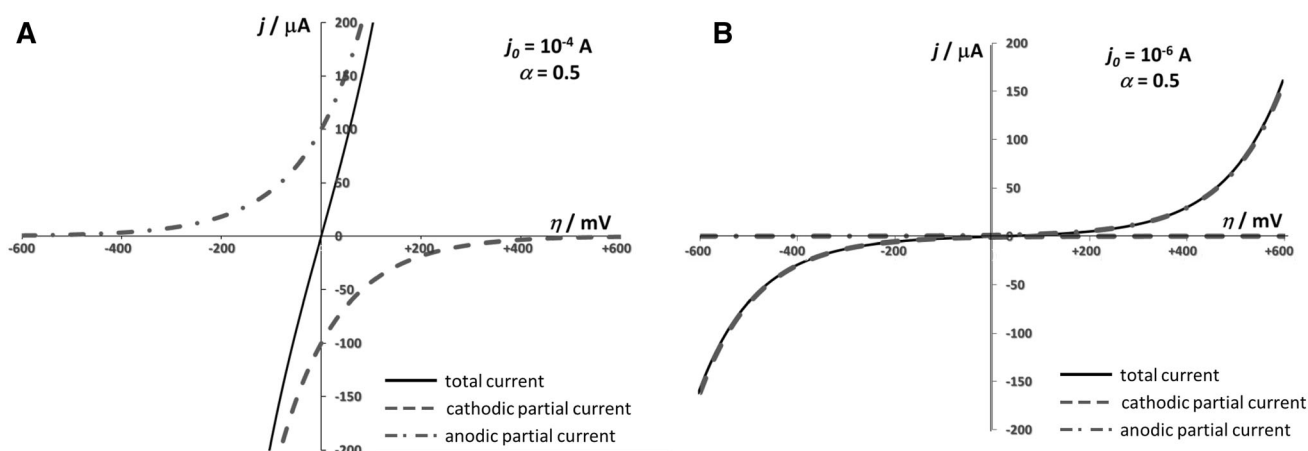 A
j / µA
j0 = 10-4 A
α = 0.5
200
150
100
50
0
-50
-100
-150
-200
-600
-400
-200
+200
+400
+600
η / mV
total current
cathodic partial current
anodic partial current
B
j / µA
j0 = 10-6 A
α = 0.5
200
150
100
50
0
-50
-100
-150
-200
-600
-400
-200
+200
+400
+600
η / mV
total current
cathodic partial current
anodic partial current